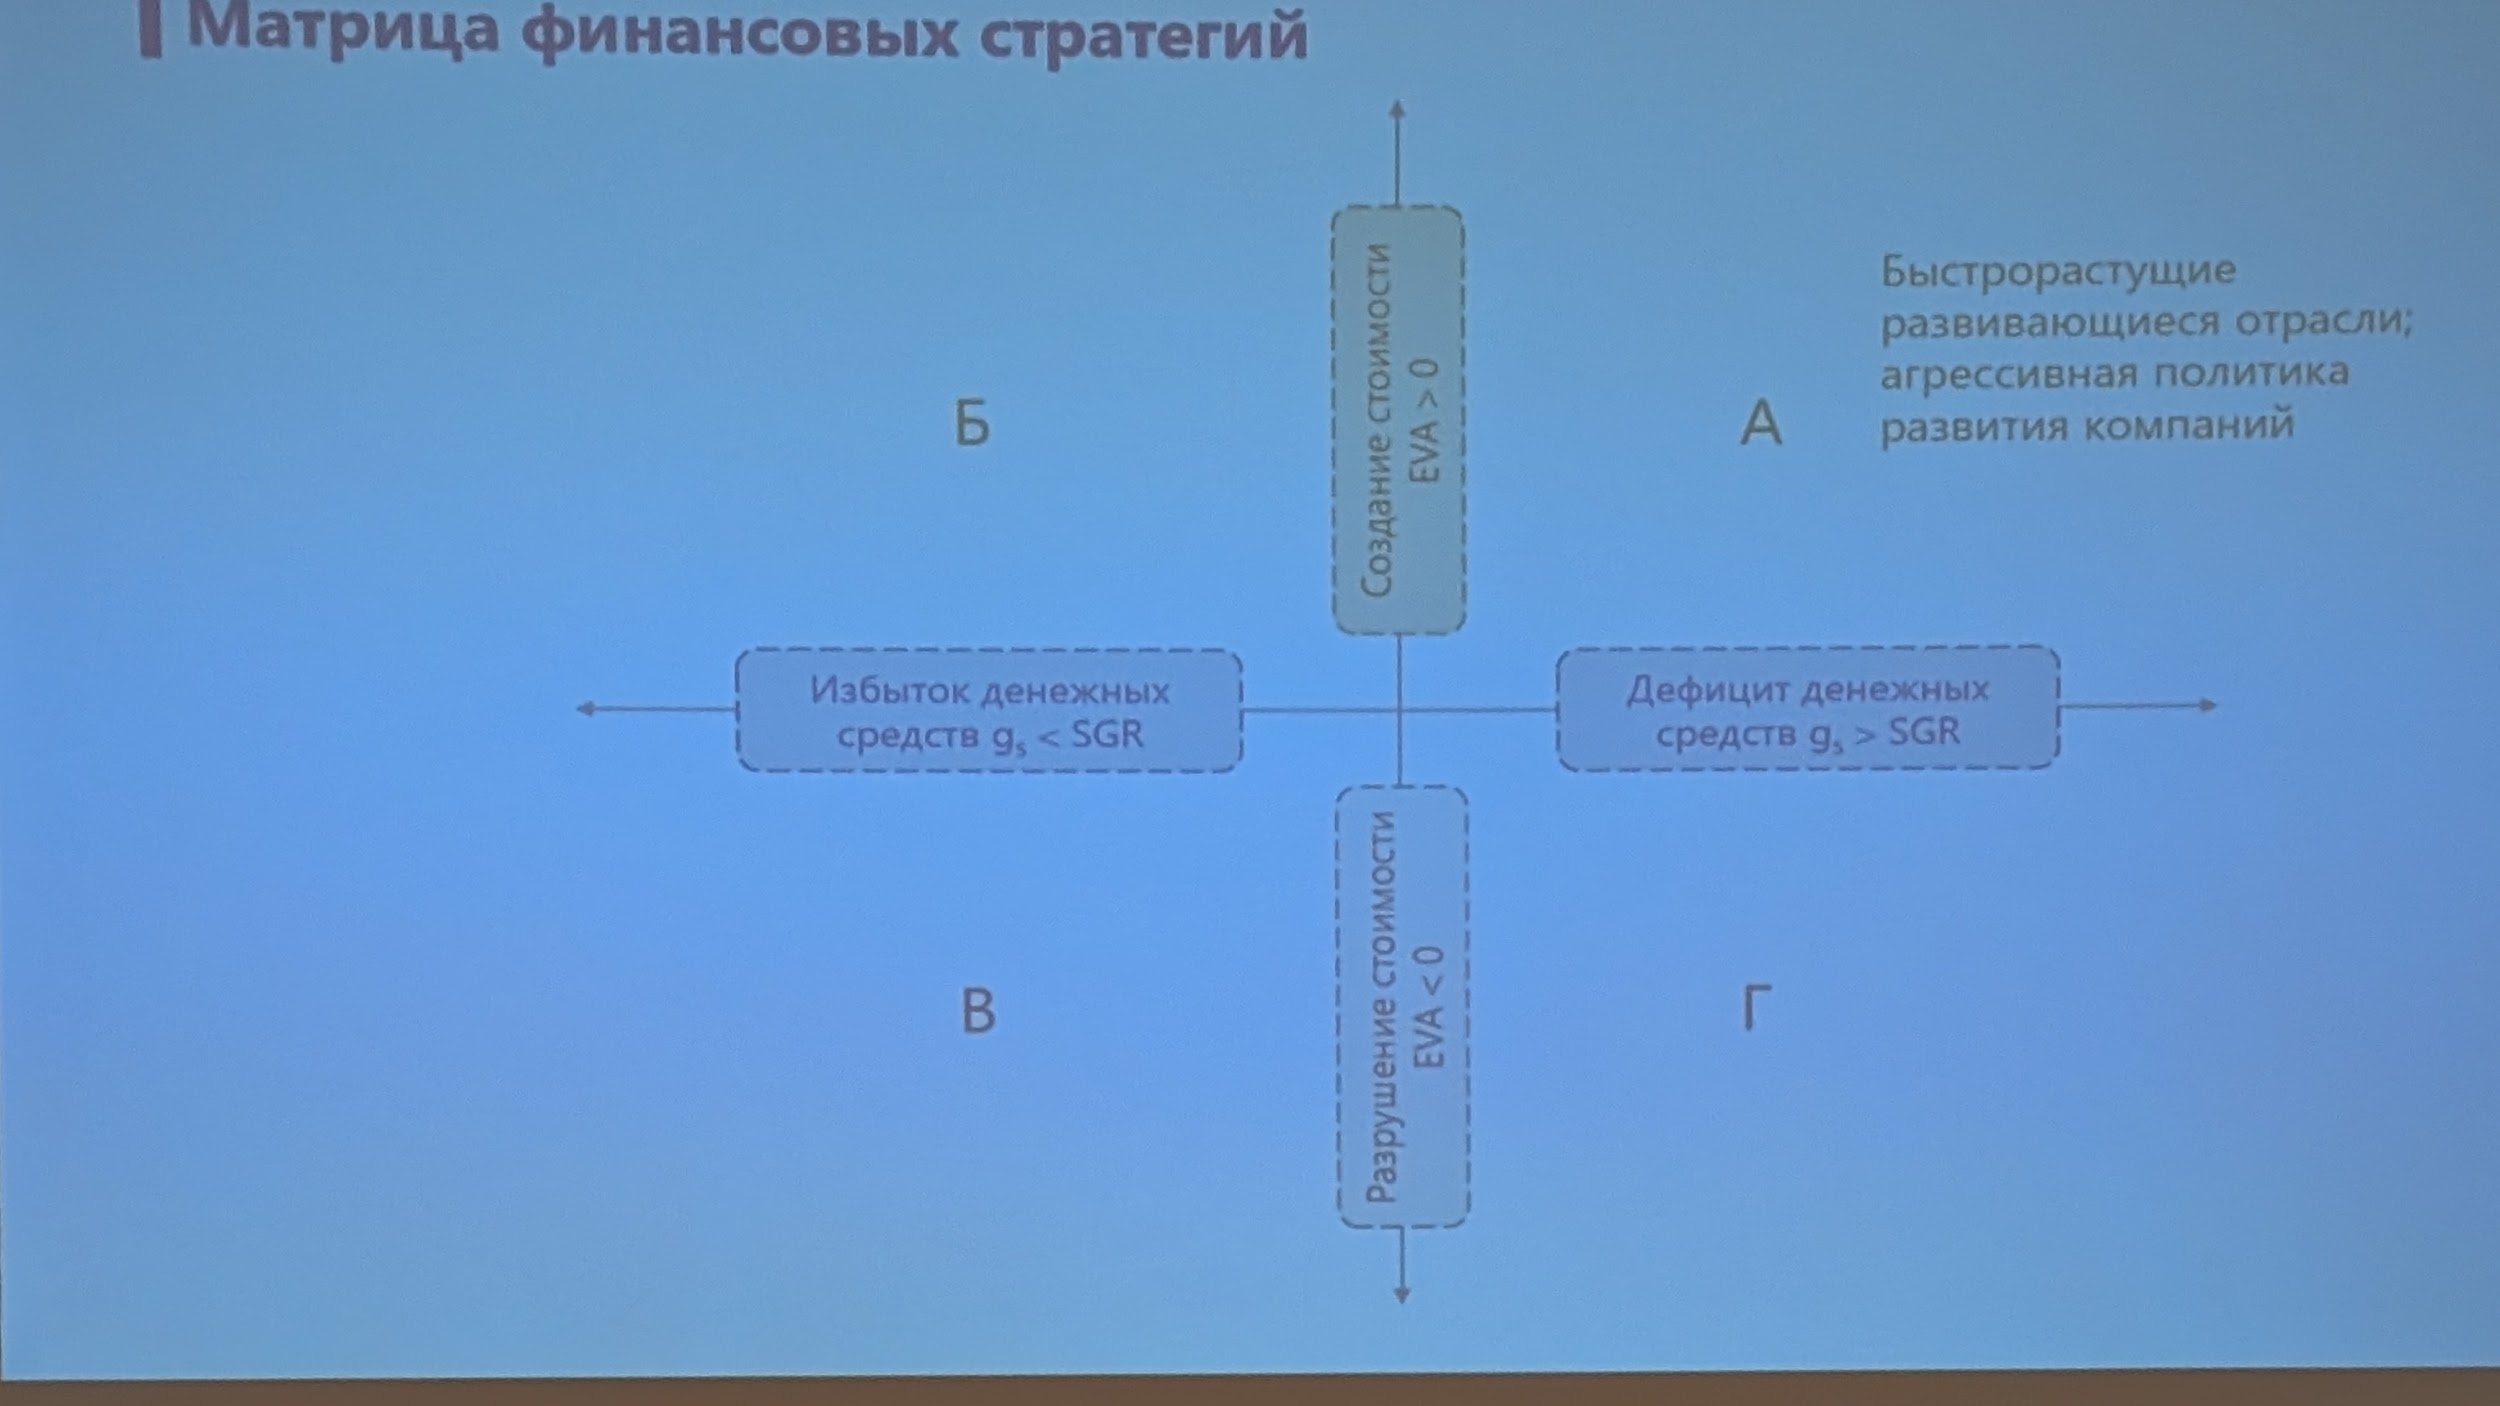 Матрица финансовых стратегий
Создание стоимости
EVA > 0
Быстрорастущие
развивающиеся отрасли;
агрессивная политика
развития компаний
Б
А
Избыток денежных
средств gₛ < SGR
Дефицит денежных
средств gₛ > SGR
Разрушение стоимости
EVA < 0
В
Г